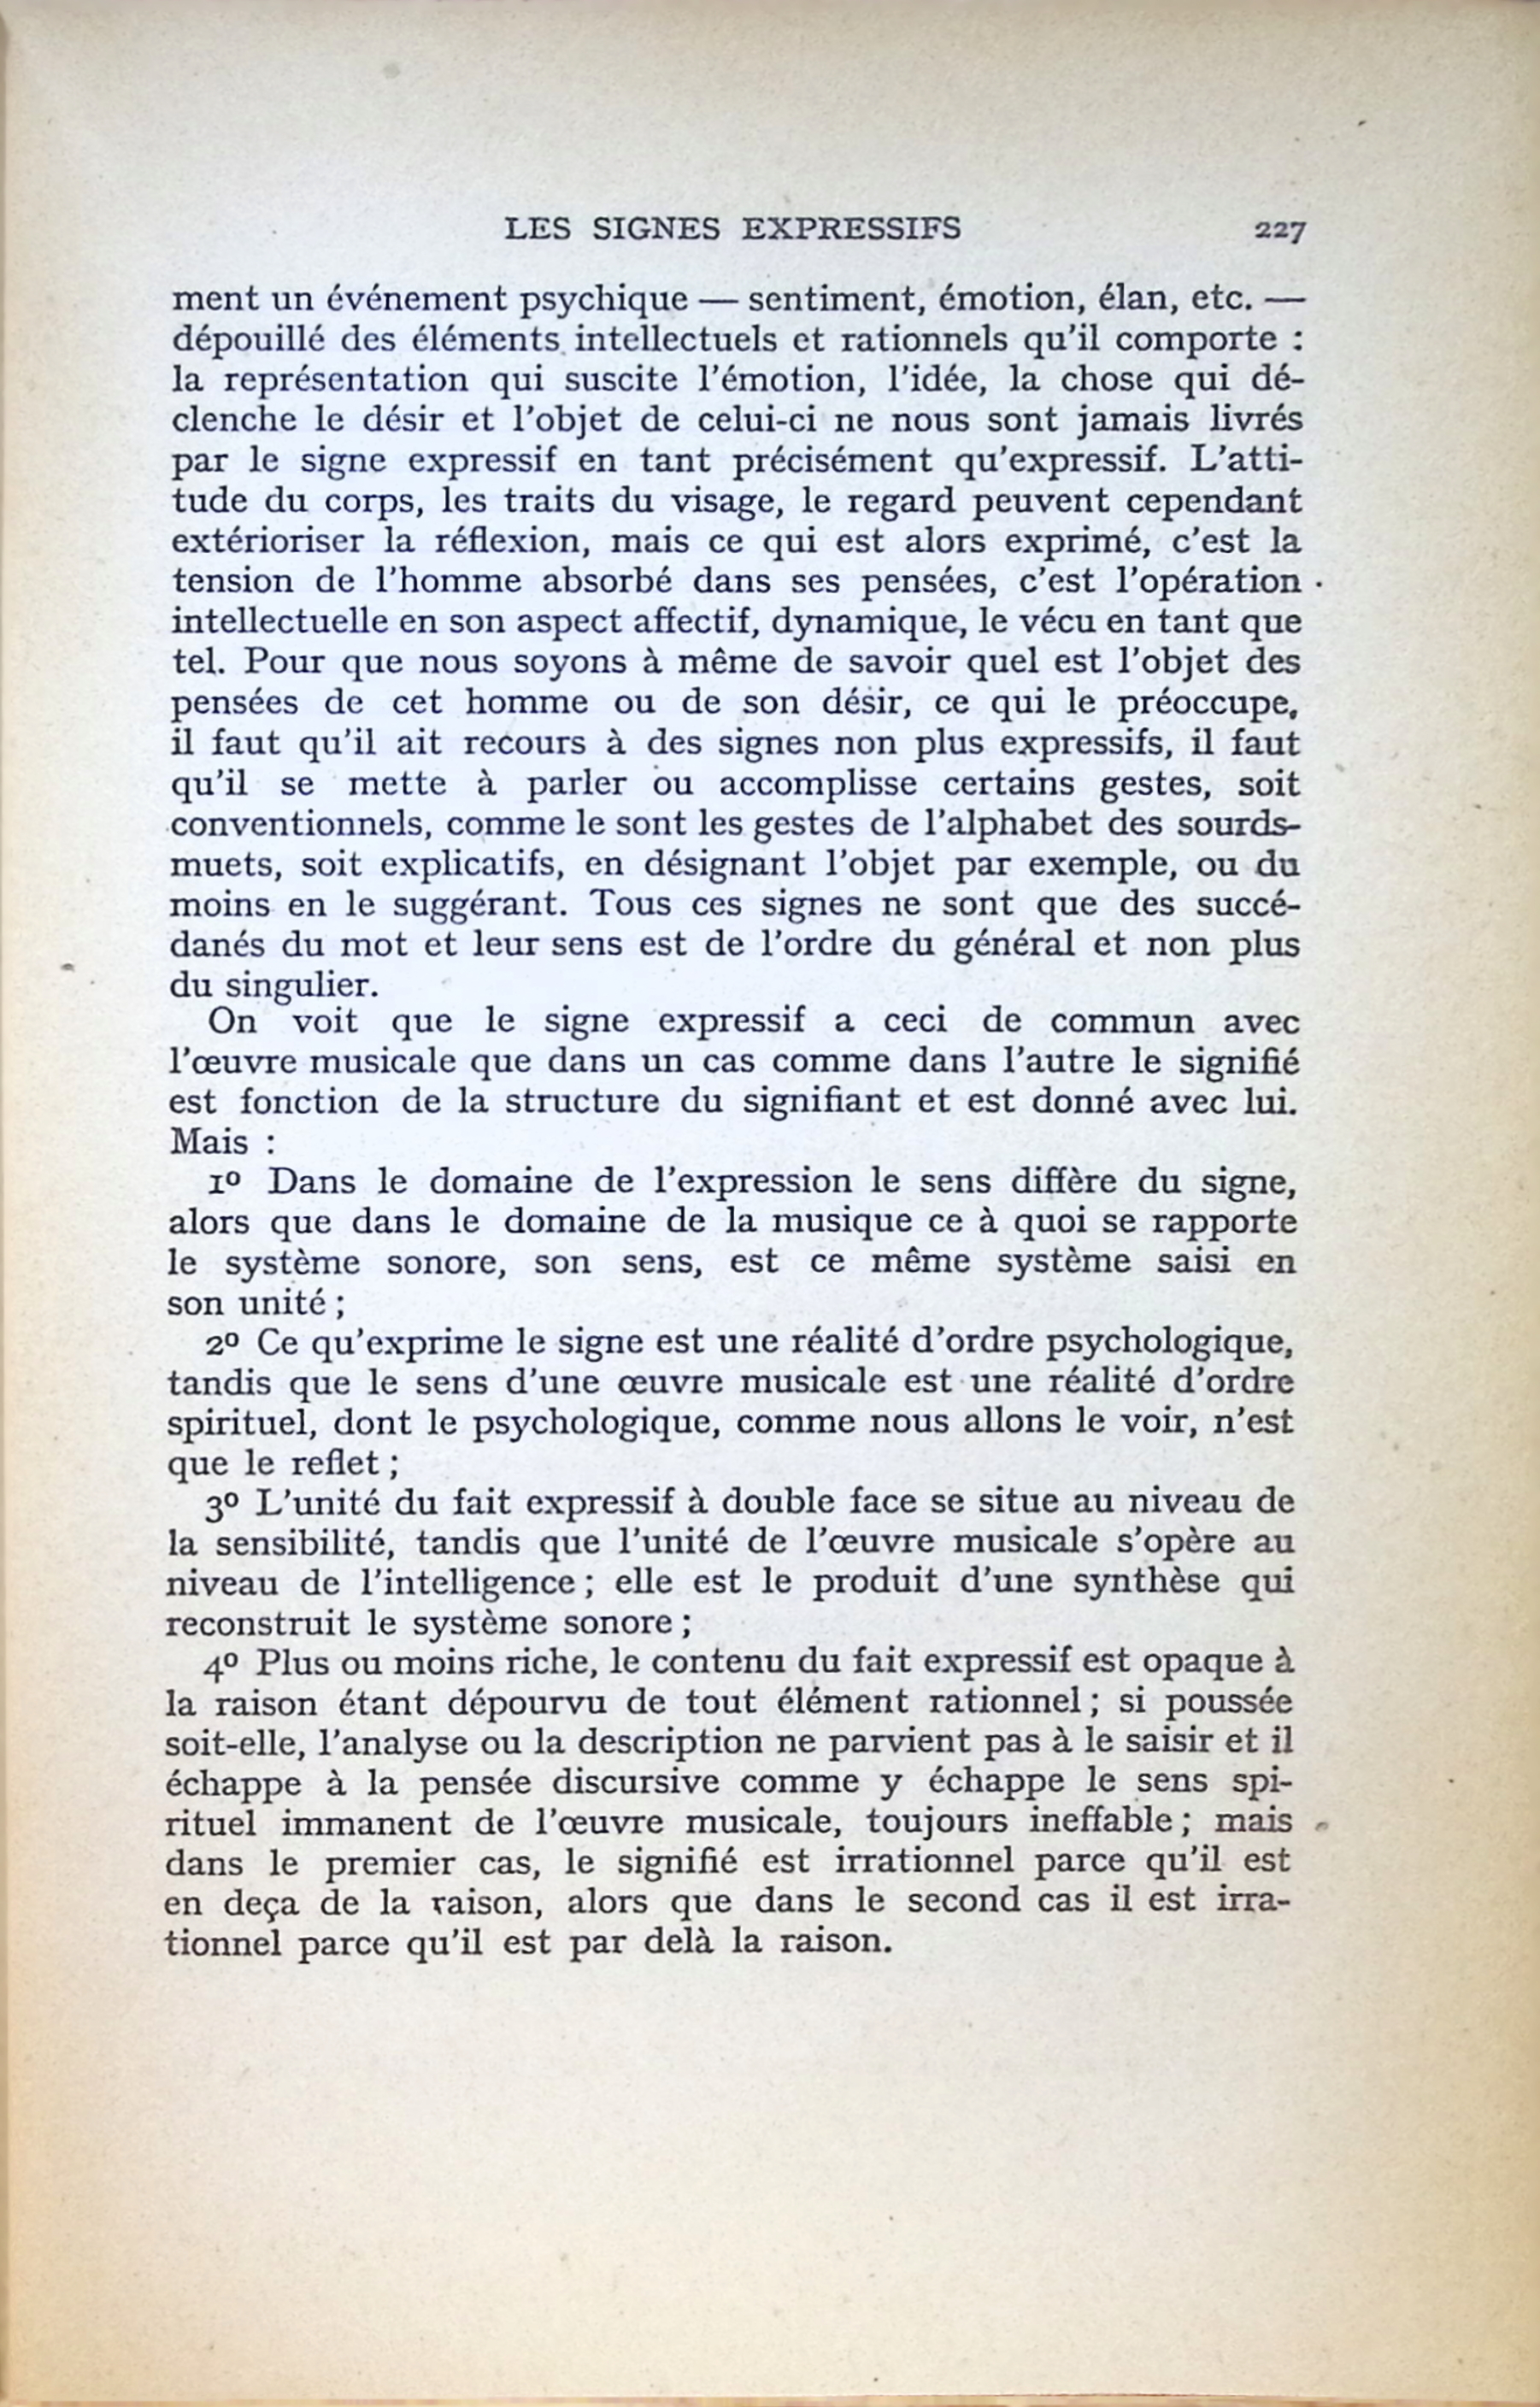 LES SIGNES EXPRESSIFS 227
ment un événement psychique — sentiment, émotion, élan, etc. —
dépouillé des éléments intellectuels et rationnels qu'il comporte :
la représentation qui suscite l'émotion, l'idée, la chose qui dé-
clenche le désir et l'objet de celui-ci ne nous sont jamais livrés
par le signe expressif en tant précisément qu'expressif. L'atti-
tude du corps, les traits du visage, le regard peuvent cependant
extérioriser la réflexion, mais ce qui est alors exprimé, c'est la
tension de l'homme absorbé dans ses pensées, c'est l'opération
intellectuelle en son aspect affectif, dynamique, le vécu en tant que
tel. Pour que nous soyons à même de savoir quel est l'objet des
pensées de cet homme ou de son désir, ce qui le préoccupe,
il faut qu'il ait recours à des signes non plus expressifs, il faut
qu'il se mette à parler ou accomplisse certains gestes, soit
conventionnels, comme le sont les gestes de l'alphabet des sourds-
muets, soit explicatifs, en désignant l'objet par exemple, ou du
moins en le suggérant. Tous ces signes ne sont que des succé-
danés du mot et leur sens est de l'ordre du général et non plus
du singulier.
On voit que le signe expressif a ceci de commun avec
l'œuvre musicale que dans un cas comme dans l'autre le signifié
est fonction de la structure du signifiant et est donné avec lui.
Mais :
1º Dans le domaine de l'expression le sens diffère du signe,
alors que dans le domaine de la musique ce à quoi se rapporte
le système sonore, son sens, est ce même système saisi en
son unité ;
2º Ce qu'exprime le signe est une réalité d'ordre psychologique,
tandis que le sens d'une œuvre musicale est une réalité d'ordre
spirituel, dont le psychologique, comme nous allons le voir, n'est
que le reflet ;
3º L'unité du fait expressif à double face se situe au niveau de
la sensibilité, tandis que l'unité de l'œuvre musicale s'opère au
niveau de l'intelligence ; elle est le produit d'une synthèse qui
reconstruit le système sonore ;
4º Plus ou moins riche, le contenu du fait expressif est opaque à
la raison étant dépourvu de tout élément rationnel ; si poussée
soit-elle, l'analyse ou la description ne parvient pas à le saisir et il
échappe à la pensée discursive comme y échappe le sens spi-
rituel immanent de l'œuvre musicale, toujours ineffable ; mais
dans le premier cas, le signifié est irrationnel parce qu'il est
en deça de la raison, alors que dans le second cas il est irra-
tionnel parce qu'il est par delà la raison.